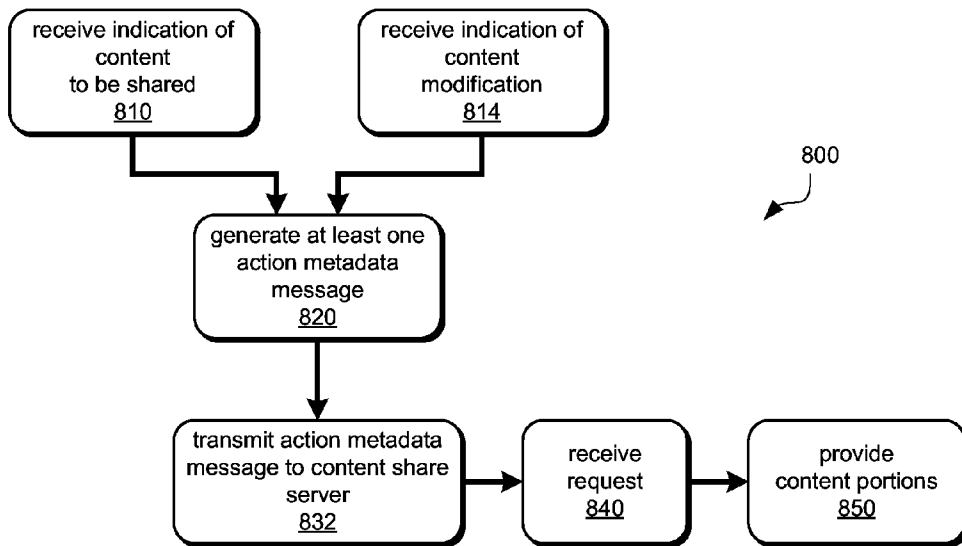 receive indication of
content
to be shared
810
receive indication of
content
modification
814
800
generate at least one
action metadata
message
820
transmit action metadata
message to content share
server
832
receive
request
840
provide
content portions
850